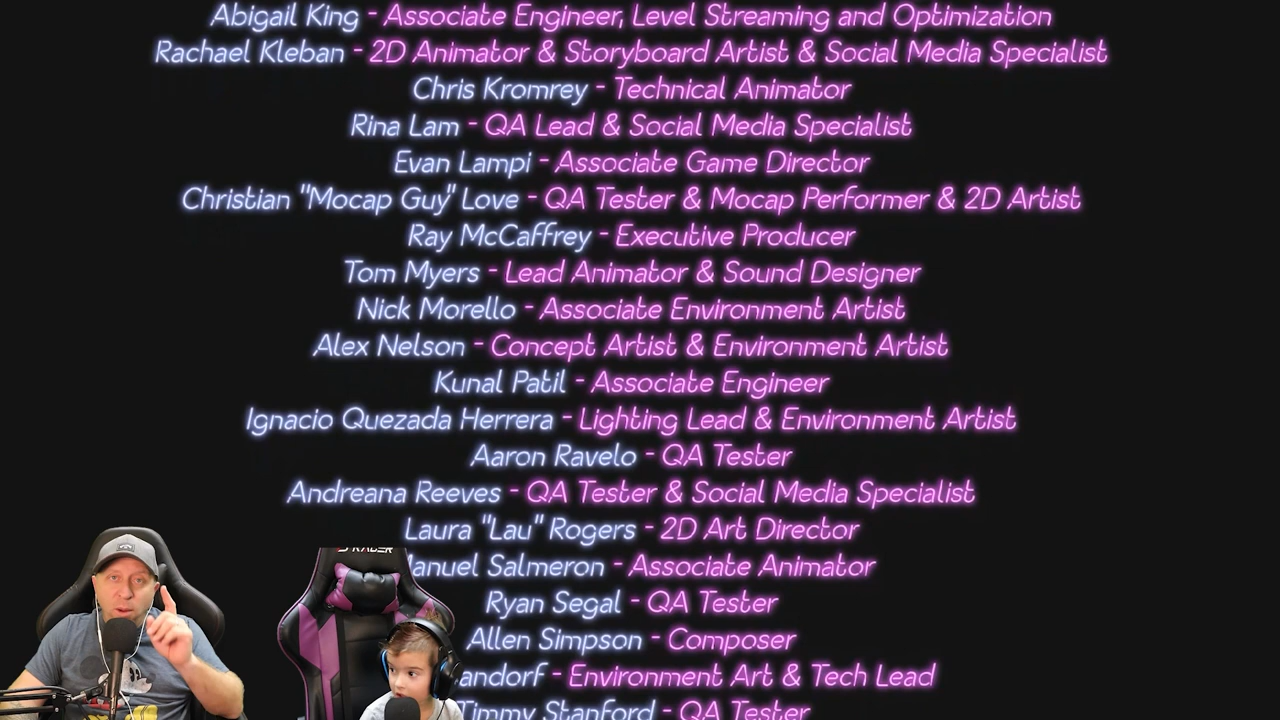 Abigail King - Associate Engineer, Level Streaming and Optimization
Rachael Kleban - 2D Animator & Storyboard Artist & Social Media Specialist
Chris Kromrey - Technical Animator
Rina Lam - QA Lead & Social Media Specialist
Evan Lampi - Associate Game Director
Christian "Mocap Guy" Love - QA Tester & Mocap Performer & 2D Artist
Ray McCaffrey - Executive Producer
Tom Myers - Lead Animator & Sound Designer
Nick Morello - Associate Environment Artist
Alex Nelson - Concept Artist & Environment Artist
Kunal Patil - Associate Engineer
Ignacio Quezada Herrera - Lighting Lead & Environment Artist
Aaron Ravelo - QA Tester
Andreana Reeves - QA Tester & Social Media Specialist
Laura "Lau" Rogers - 2D Art Director
Salmeron - Associate Animator
Ryan Segal - QA Tester
Allen Simpson - Composer
- Environment Art & Tech Lead
Timmy Stanford - QA Tester